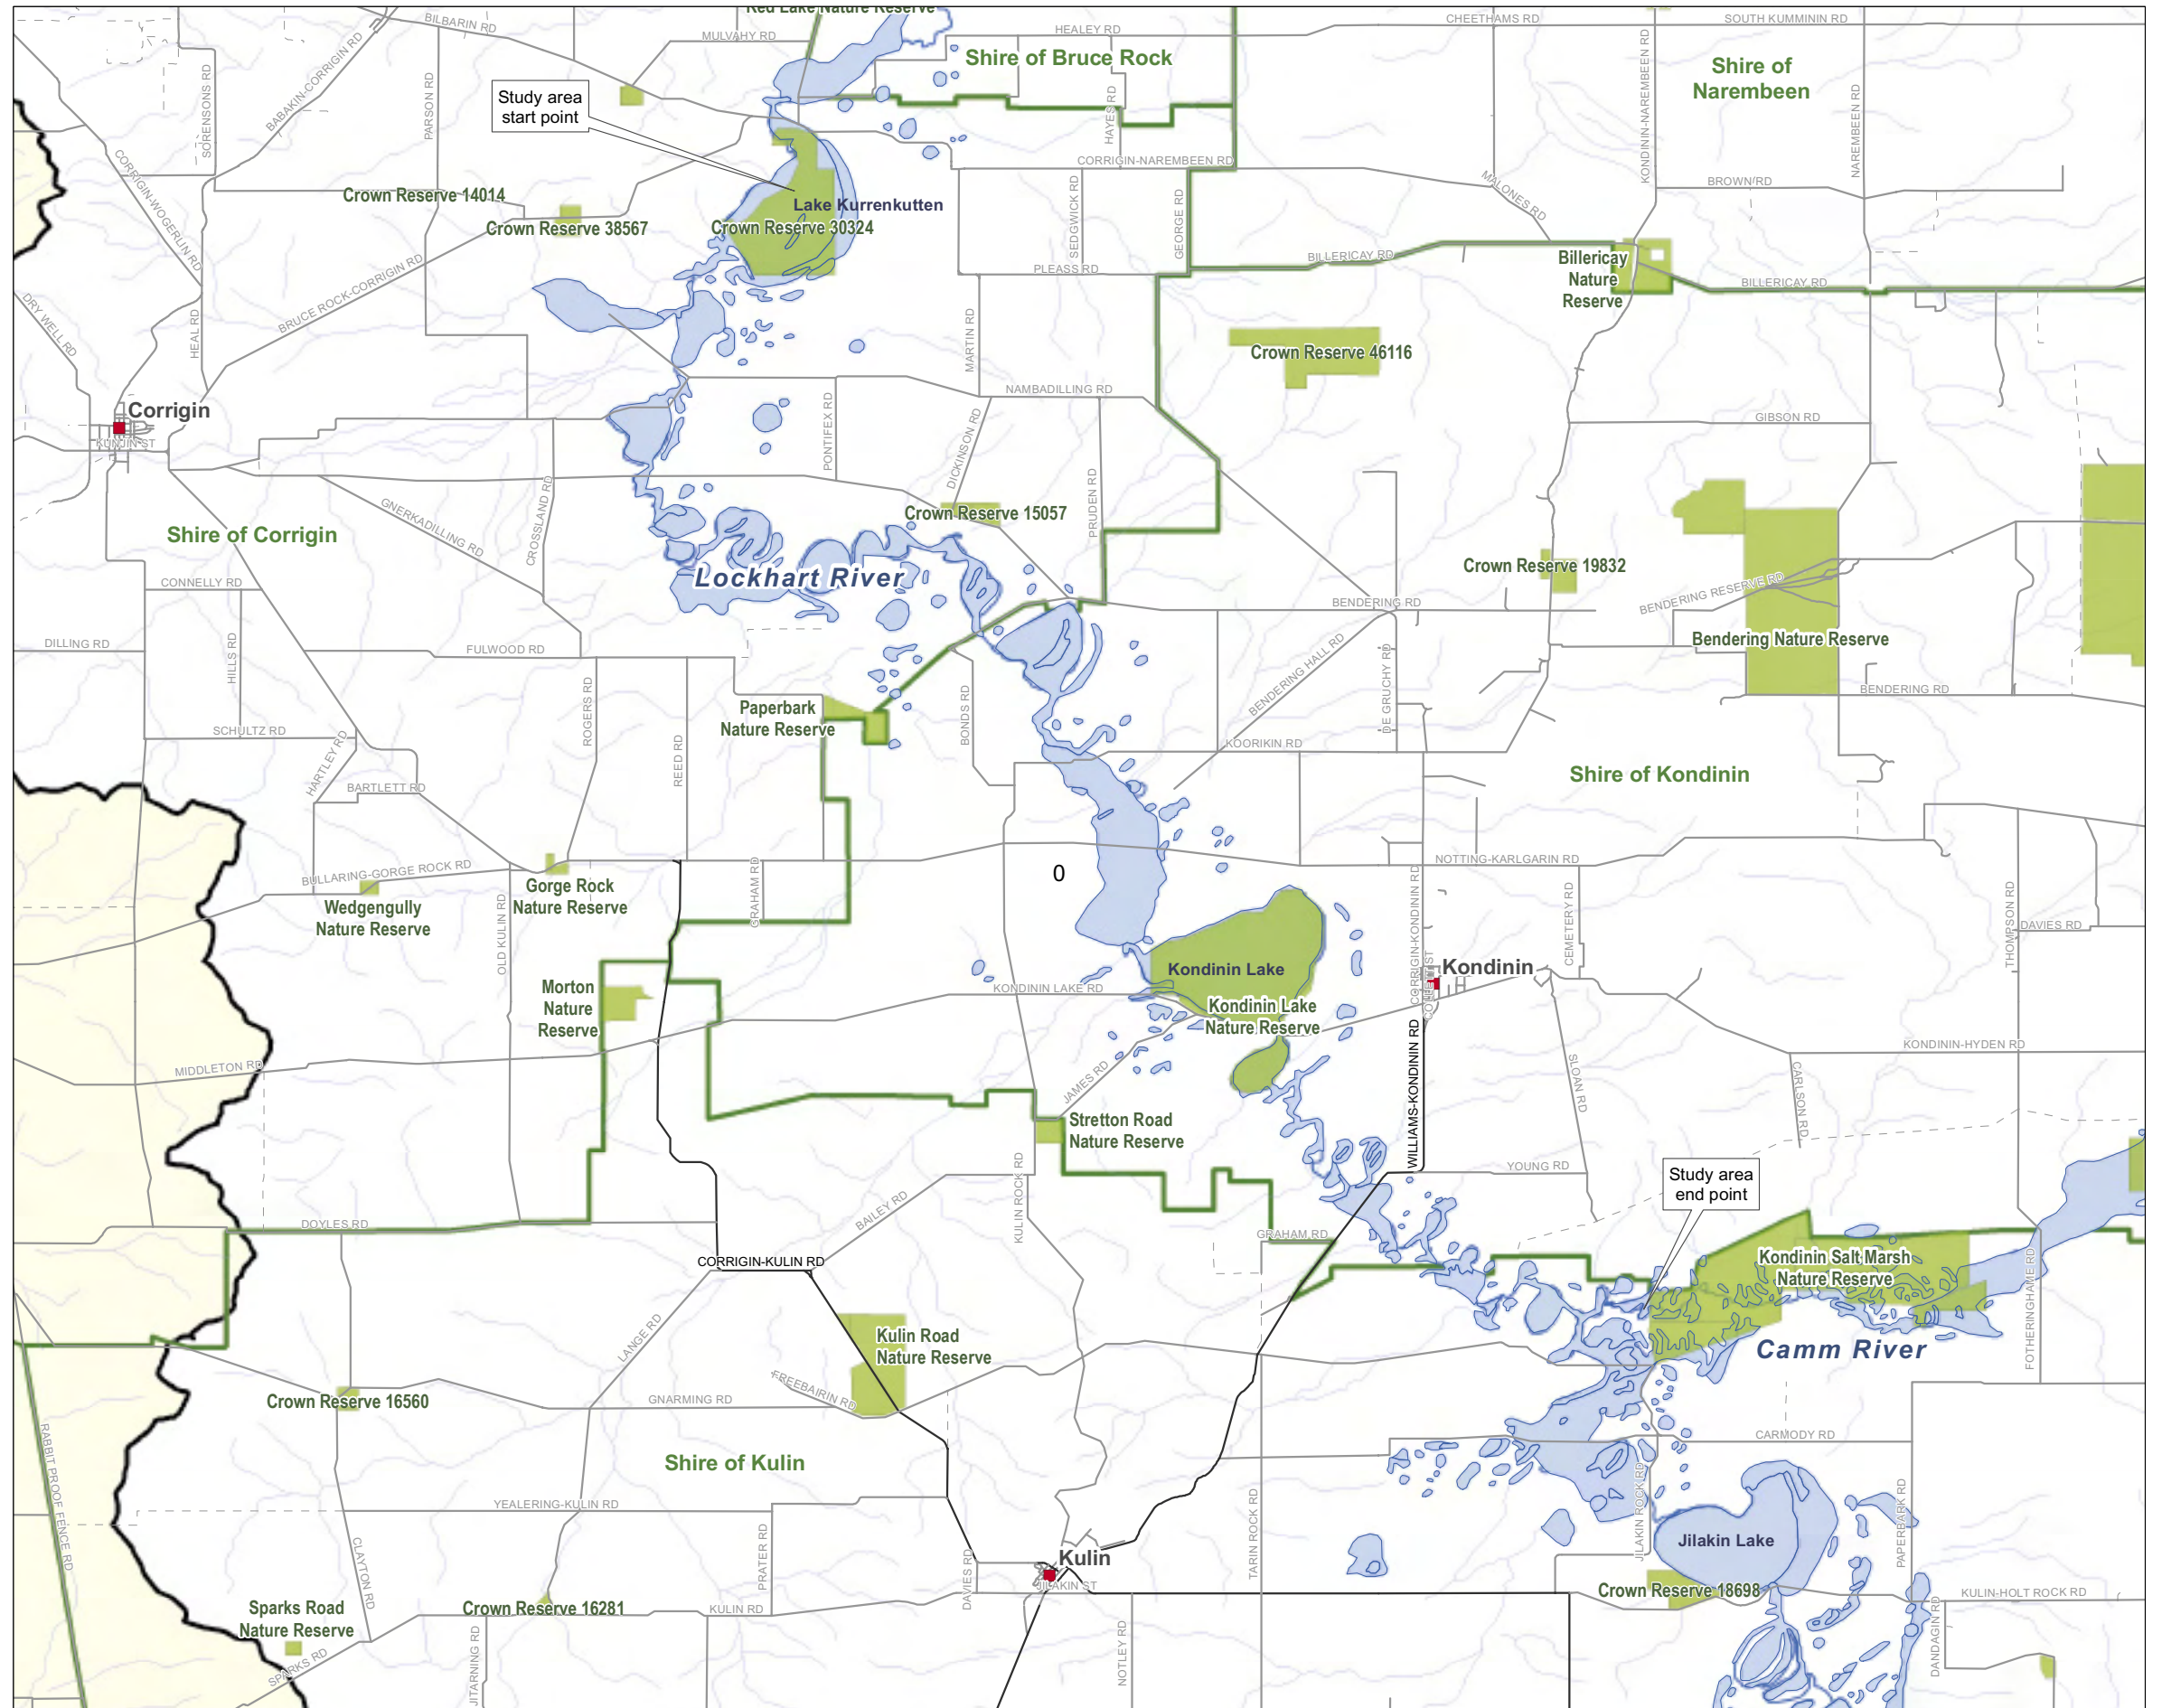 Red Lake Nature Reserve
BILBARIN RD
MULVAHY RD
HEALEY RD
CHEETHAMS RD
SOUTH KUMMININ RD
Shire of Bruce Rock
Shire of
Narembeen
BABAKIN-CORRIGIN RD
SORENSONS RD
PARSON RD
Study area
start point
HAYES RD
KONDININ-NAREMBEEN RD
NAREMBEEN RD
CORRIGIN-WOGERLIN RD
CORRIGIN-NAREMBEEN RD
MALONES RD
BROWN RD
Crown Reserve 14014
Crown Reserve 38567
Lake Kurrenkutten
Crown Reserve 30324
SEDGWICK RD
GEORGE RD
PLEASS RD
BILLERICAY RD
Billericay
Nature
Reserve
BILLERICAY RD
DRY WELL RD
HEAL RD
BRUCE ROCK-CORRIGIN RD
MARTIN RD
Crown Reserve 46116
NAMBADILLING RD
Corrigin
KUNJIN ST
PONTIFEX RD
DICKINSON RD
GIBSON RD
PRUDEN RD
GNERKADILLING RD
CROSSLAND RD
Crown Reserve 15057
Shire of Corrigin
Lockhart River
Crown Reserve 19832
CONNELLY RD
BENDERING RD
BENDERING RESERVE RD
Bendering Nature Reserve
DILLING RD
HILLS RD
FULWOOD RD
BENDERING HALL RD
DE GRUCHY RD
BENDERING RD
ROGERS RD
REED RD
Paperbark
Nature Reserve
BONDS RD
SCHULTZ RD
HARTLEY RD
KOORIKIN RD
BARTLETT RD
Shire of Kondinin
BULLARING-GORGE ROCK RD
Gorge Rock
Nature Reserve
Wedgengully
Nature Reserve
GRAHAM RD
0
NOTTING-KARLGARIN RD
OLD KULIN RD
CORRIGIN-KONDININ RD
CEMETERY RD
THOMPSON RD
DAVIES RD
Morton
Nature
Reserve
KONDININ LAKE RD
Kondinin Lake
Kondinin Lake
Nature Reserve
Kondinin
MIDDLETON RD
JAMES RD
WILLIAMS-KONDININ RD
SLOAN RD
CARLSON RD
KONDININ-HYDEN RD
Stretton Road
Nature Reserve
YOUNG RD
Study area
end point
DOYLES RD
BAILEY RD
KULIN ROCK RD
GRAHAM RD
CORRIGIN-KULIN RD
Kondinin Salt Marsh
Nature Reserve
LANGE RD
Kulin Road
Nature Reserve
Camm River
FOTHERINGHAME RD
Crown Reserve 16560
GNARMING RD
FREEBAIRIN RD
RABBIT PROOF FENCE RD
Shire of Kulin
CARMODY RD
YEALERING-KULIN RD
CLAYTON RD
PRATER RD
DAVIES RD
Kulin
JILAKIN ST
TARIN ROCK RD
JILAKIN ROCK RD
Jilakin Lake
PAPERBARK RD
Crown Reserve 18698
KULIN-HOLT ROCK RD
Sparks Road
Nature Reserve
Crown Reserve 16281
KULIN RD
SPARKS RD
JITARNING RD
NOTLEY RD
DANDAGIN RD